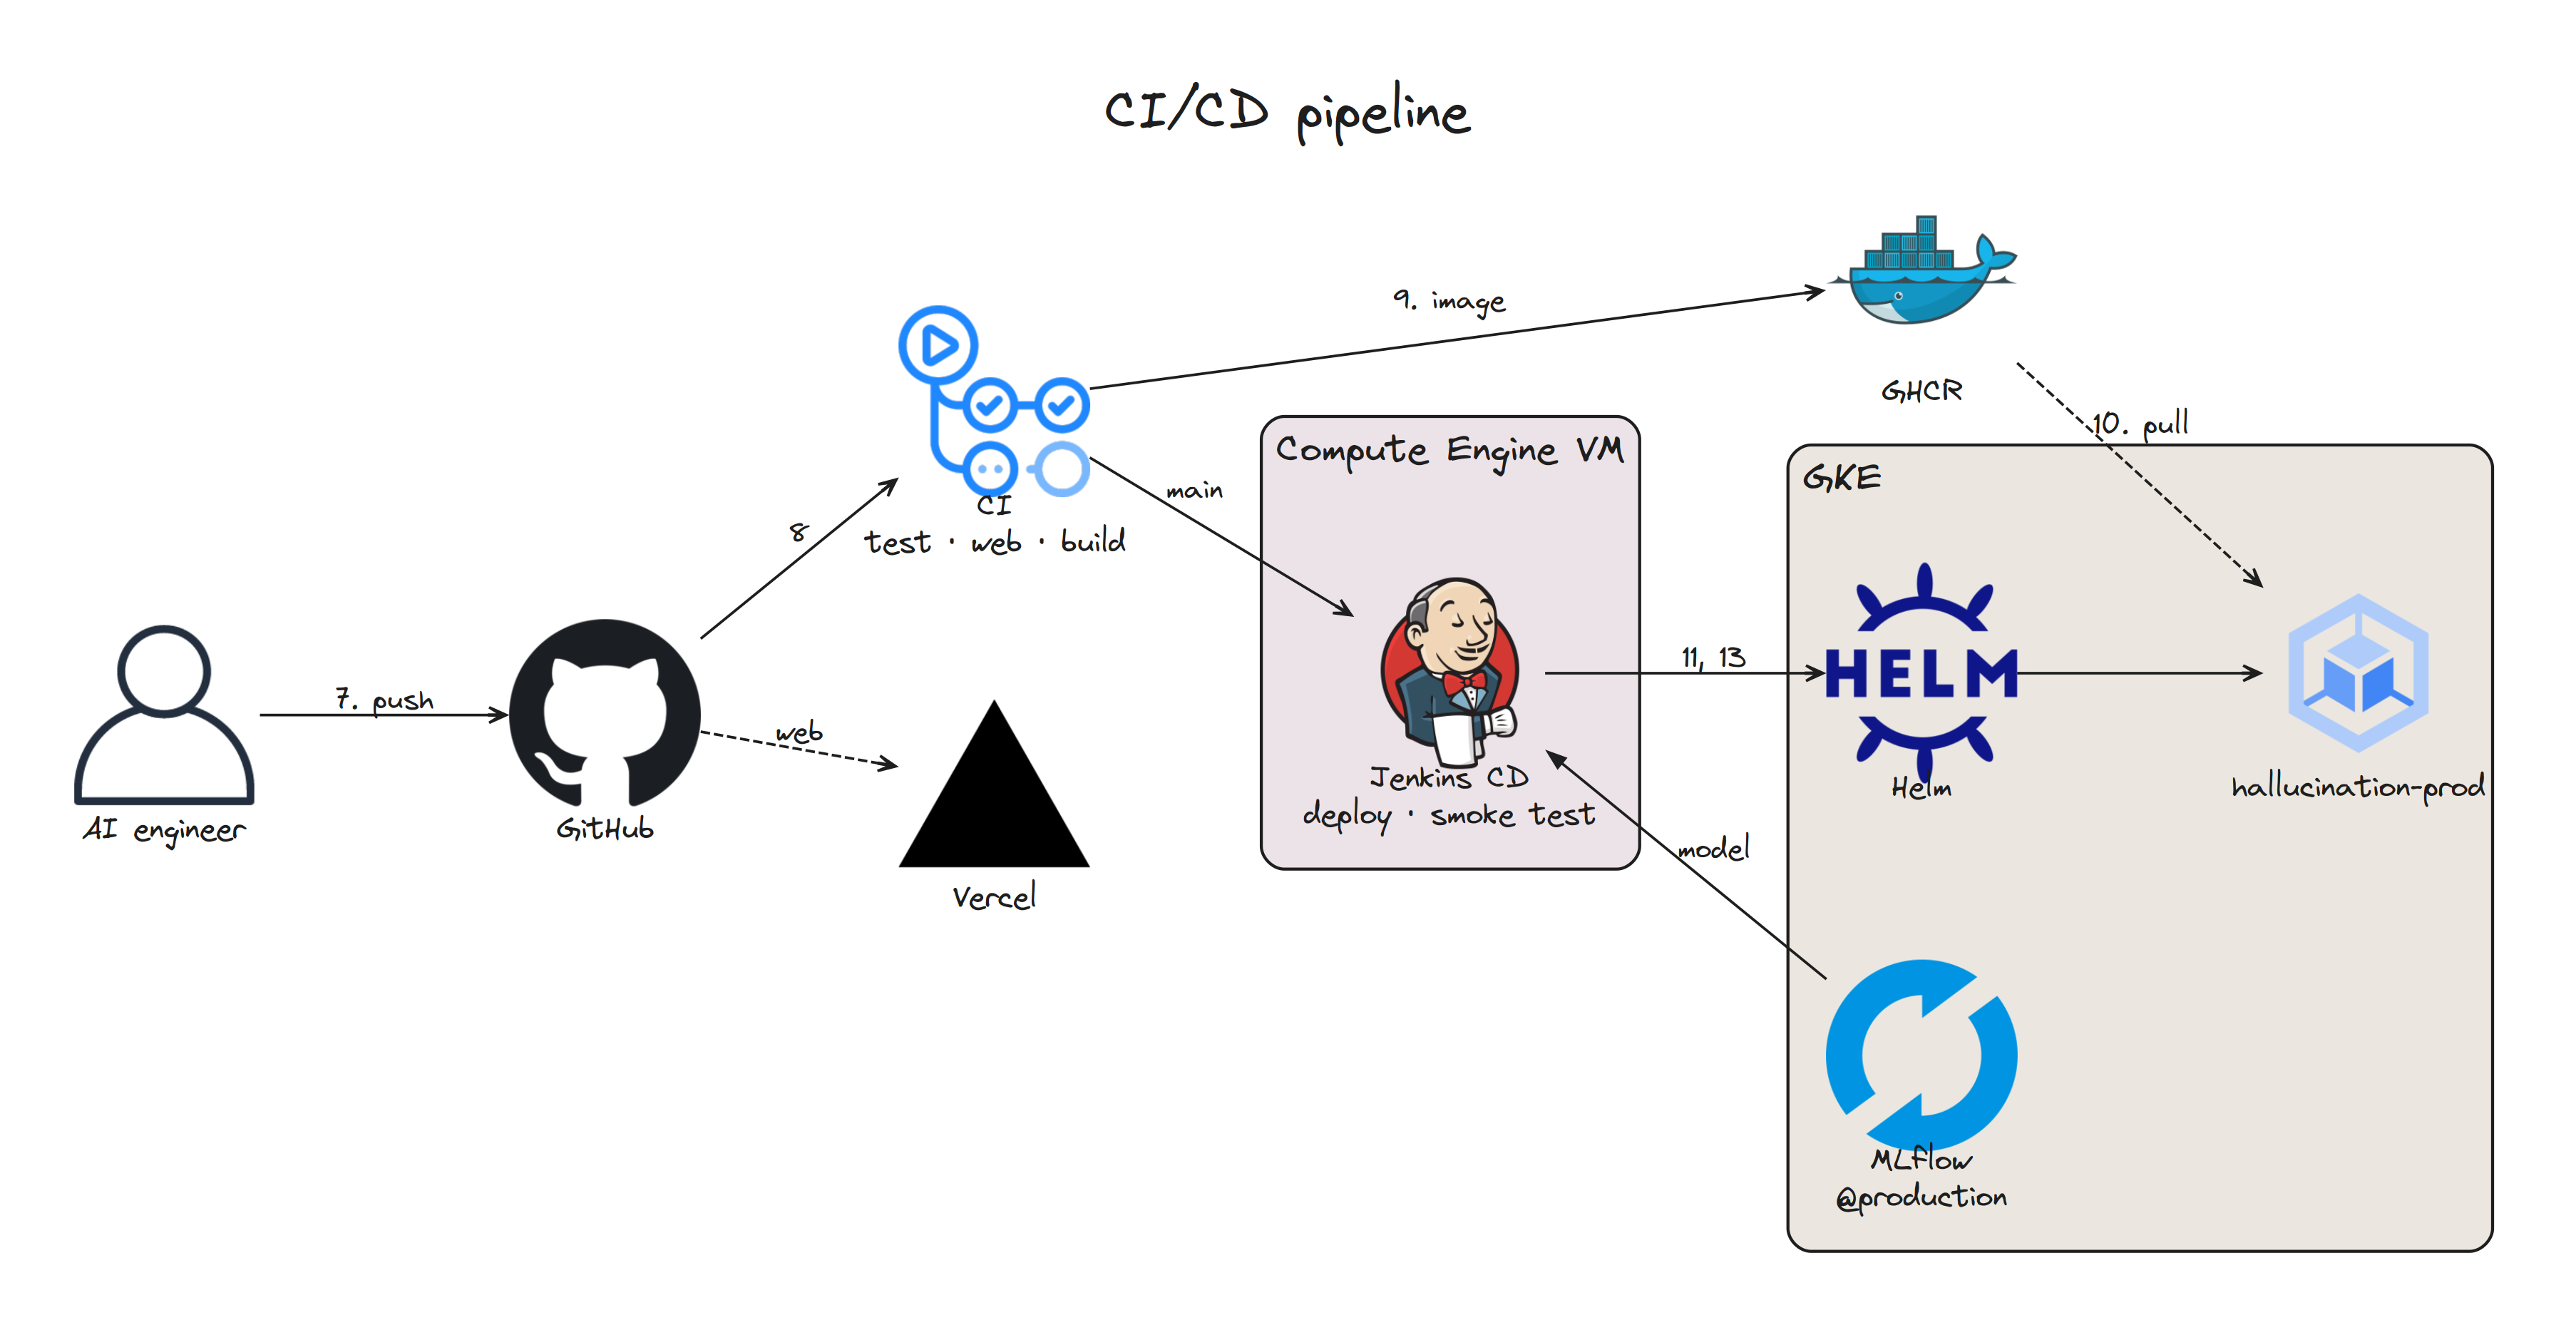 CI/CD pipeline
9. image
GHCR
10. pull
Compute Engine VM
GKE
main
CI
test · web · build
8
11, 13
HELM
7. push
web
Jenkins CD
deploy · smoke test
Helm
hallucination-prod
AI engineer
GitHub
model
Vercel
MLflow
@production